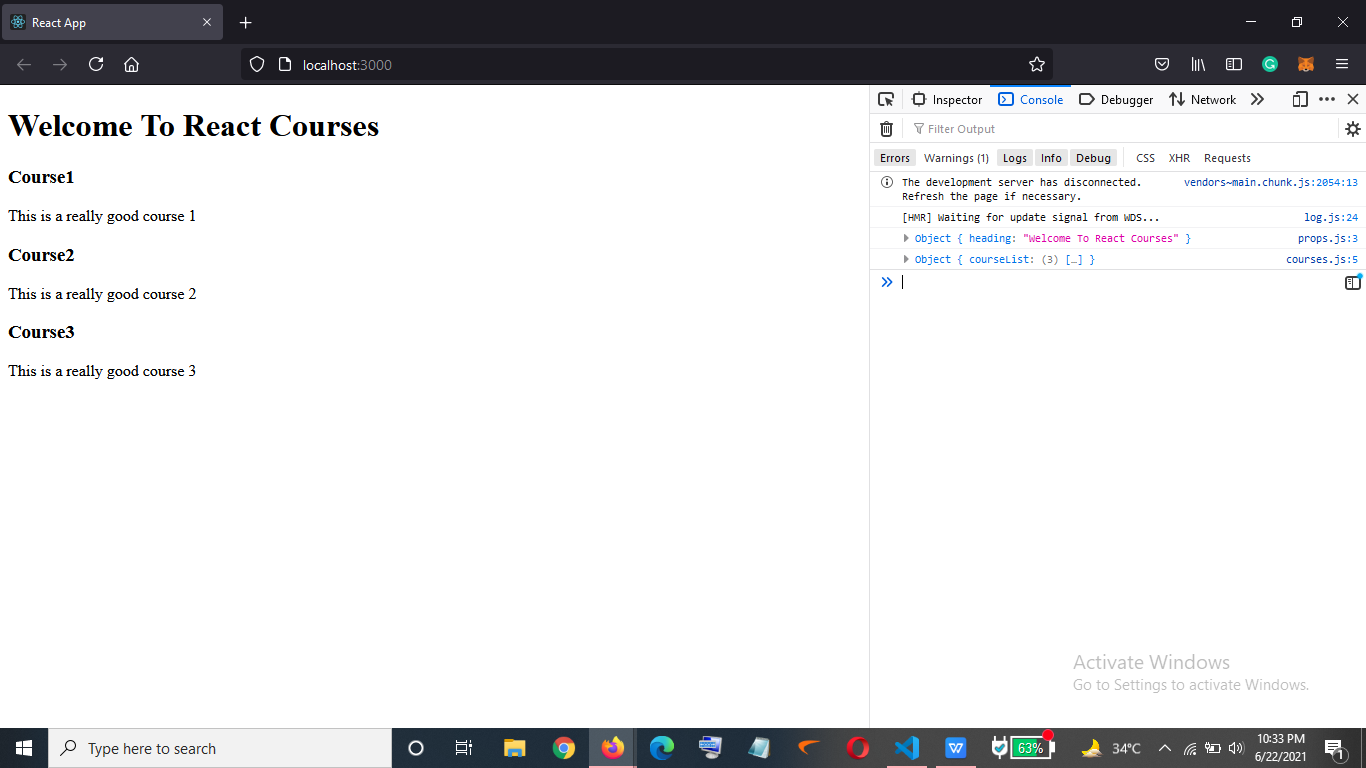 React App
localhost:3000
Welcome To React Courses
Course1
This is a really good course 1
Course2
This is a really good course 2
Course3
This is a really good course 3
Inspector Console Debugger Network
Filter Output
Errors Warnings (1) Logs Info Debug CSS XHR Requests
The development server has disconnected. vendors~main.chunk.js:2054:13
Refresh the page if necessary.
[HMR] Waiting for update signal from WDS... log.js:24
Object { heading: "Welcome To React Courses" } props.js:3
Object { courseList: (3) […] } courses.js:5
Activate Windows
Go to Settings to activate Windows.
Type here to search
63%
34°C
10:33 PM
6/22/2021
1